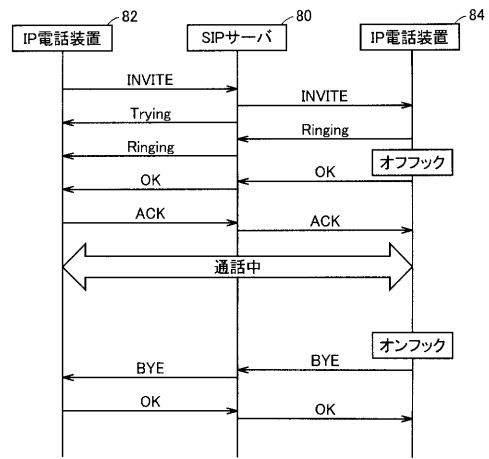 82
80
84
IP電話装置
SIPサーバ
IP電話装置
INVITE
INVITE
Trying
Ringing
Ringing
オフフック
OK
OK
ACK
ACK
通話中
オンフック
BYE
BYE
OK
OK